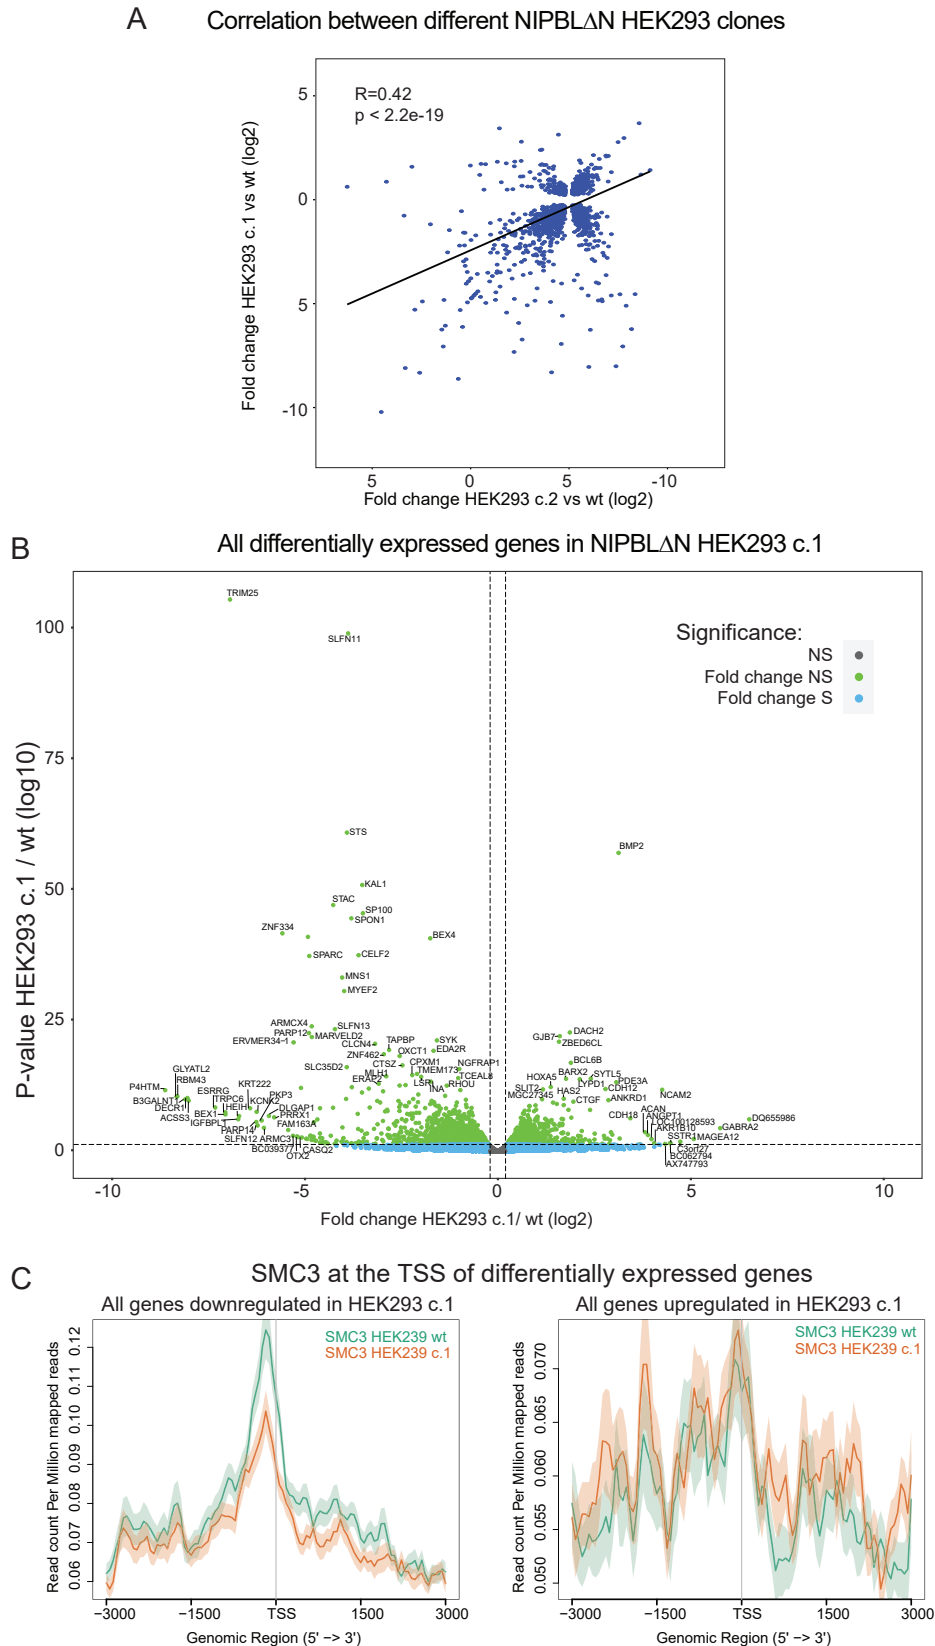 A
Correlation between different NIPBLΔN HEK293 clones
R=0.42
p < 2.2e-19
Fold change HEK293 c.1 vs wt (log2)
5
0
5
-10
5
0
5
-10
Fold change HEK293 c.2 vs wt (log2)
B
All differentially expressed genes in NIPBLΔN HEK293 c.1
P-value HEK293 c.1 / wt (log10)
100
75
50
25
0
Significance:
NS
Fold change NS
Fold change S
TRIM25
SLFN11
STS
BMP2
KAL1
STAC
SP100
SPON1
ZNF334
BEX4
SPARC
CELF2
MNS1
MYEF2
ARMCX4
SLFN13
PARP12
MARVELD2
ERVMER34-1
CLCN4
TAPBP
SYK
OXCT1
EDA2R
ZNF462
CTSZ
CPXM1
NGFRAP1
SLC35D2
MLH1
TMEM173
ERAP2
LSR
TCEAL8
INA
RHOU
GJB7
DACH2
ZBED6CL
BCL6B
BARX2
SYTL5
HOXA5
LYPD1
PDE3A
SLIT2
HAS2
CDH12
NCAM2
MGC27345
CTGF
ANKRD1
ACAN
CDH18
ANGPT1
LOC100128593
AKR1B10
DQ655986
GABRA2
SSTR1
MAGEA12
C3orf27
BC062794
AX747793
GLYATL2
RBM43
P4HTM
B3GALNT1
DECR1
ACSS3
ESRRG
KRT222
TRPC6
PKP3
HEIH
KCNK2
BEX1
DLGAP1
IGFBPL1
PRRX1
PARP14
FAM163A
SLFN12
ARMC3
BC039377
CASQ2
OTX2
-10
-5
0
5
10
Fold change HEK293 c.1/ wt (log2)
C
SMC3 at the TSS of differentially expressed genes
All genes downregulated in HEK293 c.1
SMC3 HEK239 wt
SMC3 HEK239 c.1
Read count Per Million mapped reads
0.12
0.10
0.09
0.08
0.07
0.06
−3000
−1500
TSS
1500
3000
Genomic Region (5' −> 3')
All genes upregulated in HEK293 c.1
SMC3 HEK239 wt
SMC3 HEK239 c.1
Read count Per Million mapped reads
0.070
0.065
0.060
0.055
0.050
−3000
−1500
TSS
1500
3000
Genomic Region (5' −> 3')